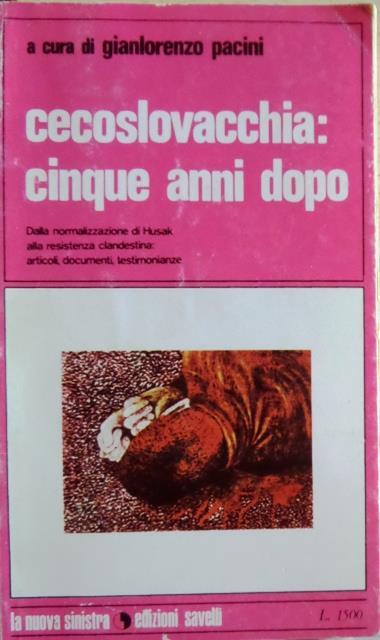 a cura di gianlorenzo pacini
cecoslovacchia:
cinque anni dopo
Dalla normalizzazione di Husak
alla resistenza clandestina:
articoli, documenti, testimonianze
la nuova sinistra edizioni savelli
L. 1500